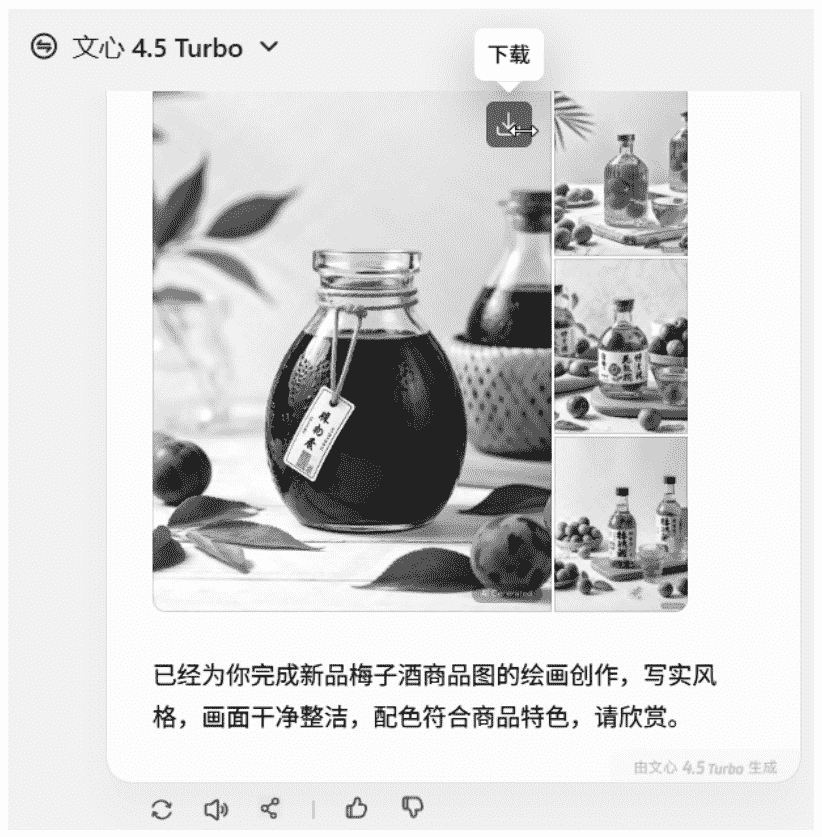 文心 4.5 Turbo
下载
AI Generated
已经为你完成新品梅子酒商品图的绘画创作，写实风
格，画面干净整洁，配色符合商品特色，请欣赏。
由文心 4.5 Turbo 生成